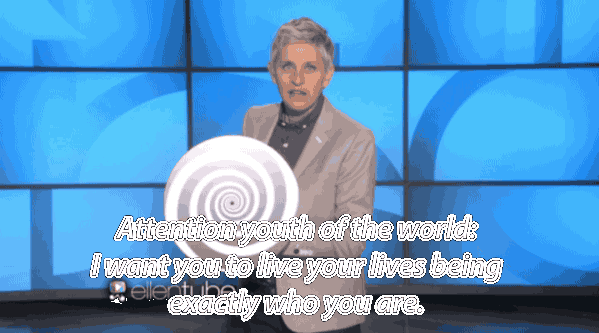 Attention youth of the world:
I want you to live your lives being
ellentube
exactly who you are.